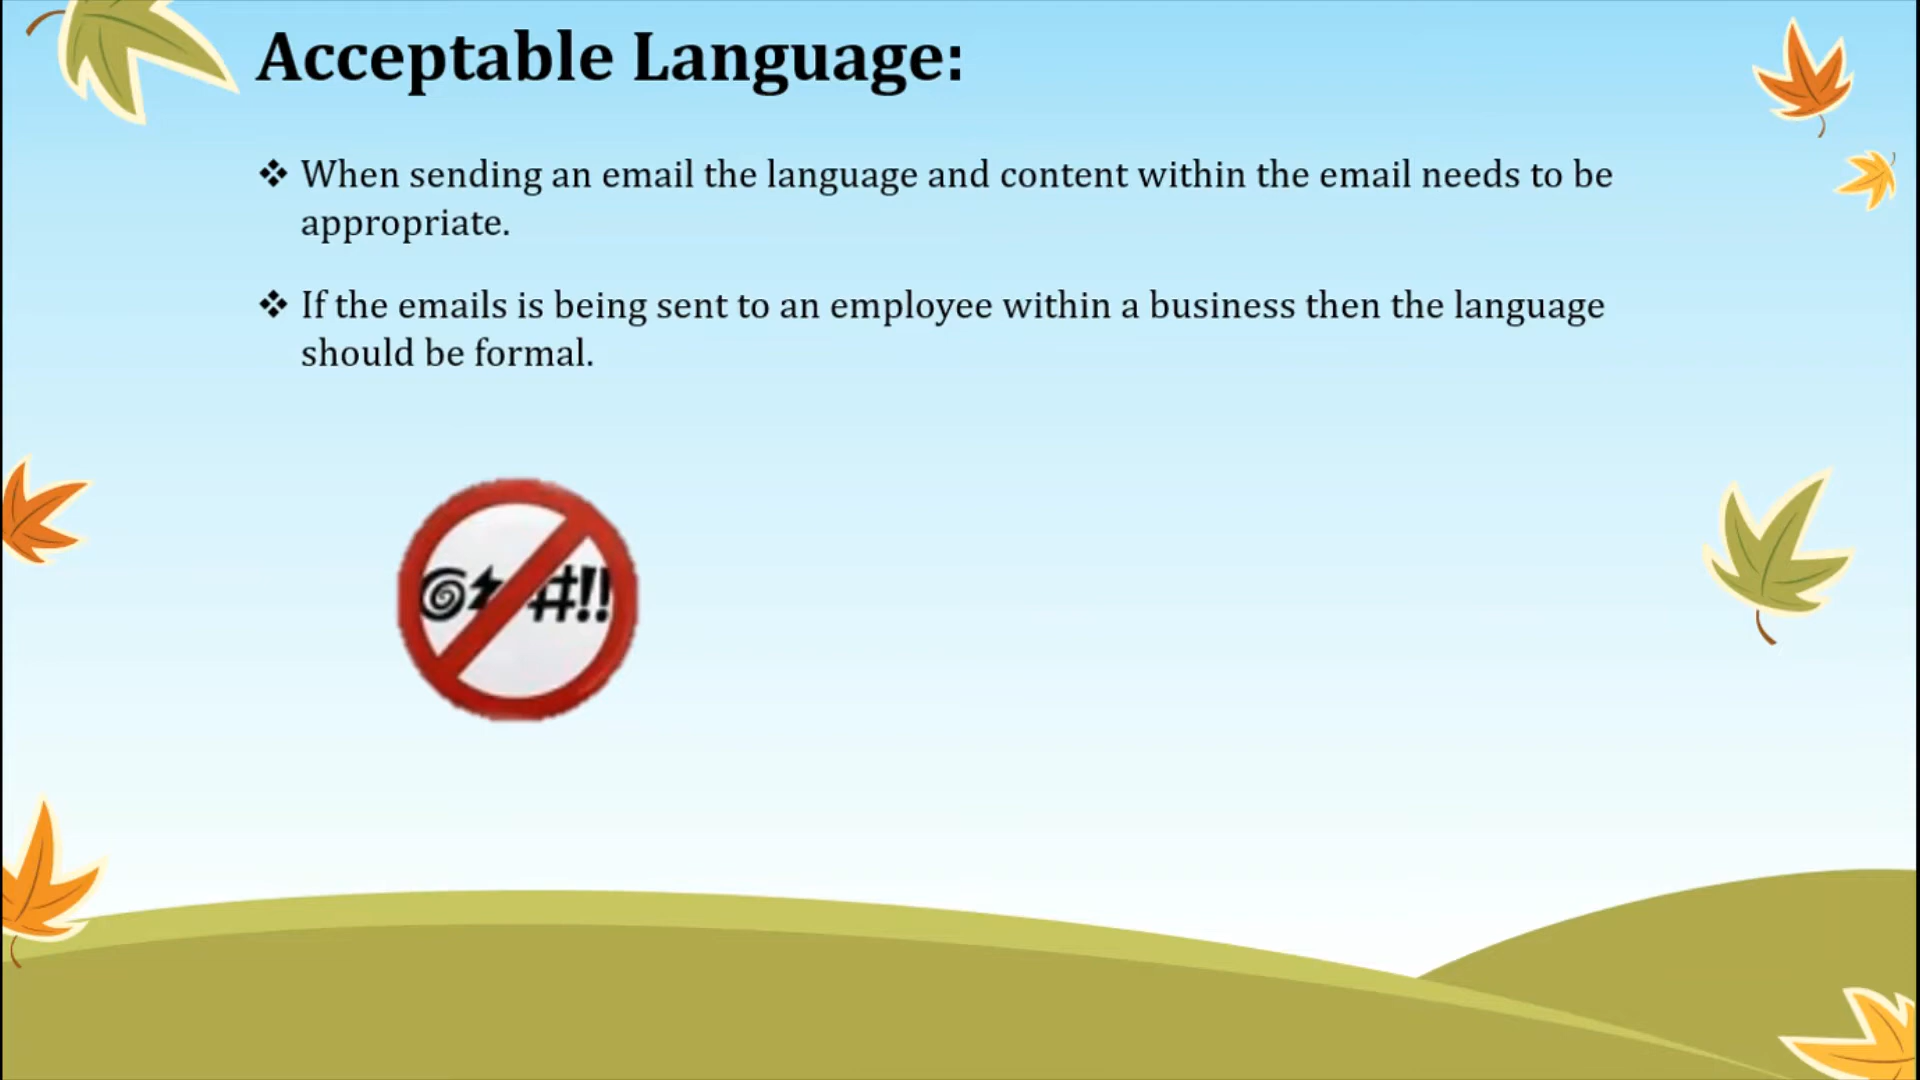 Acceptable Language:
❖ When sending an email the language and content within the email needs to be
appropriate.
❖ If the emails is being sent to an employee within a business then the language
should be formal.
@ #!!